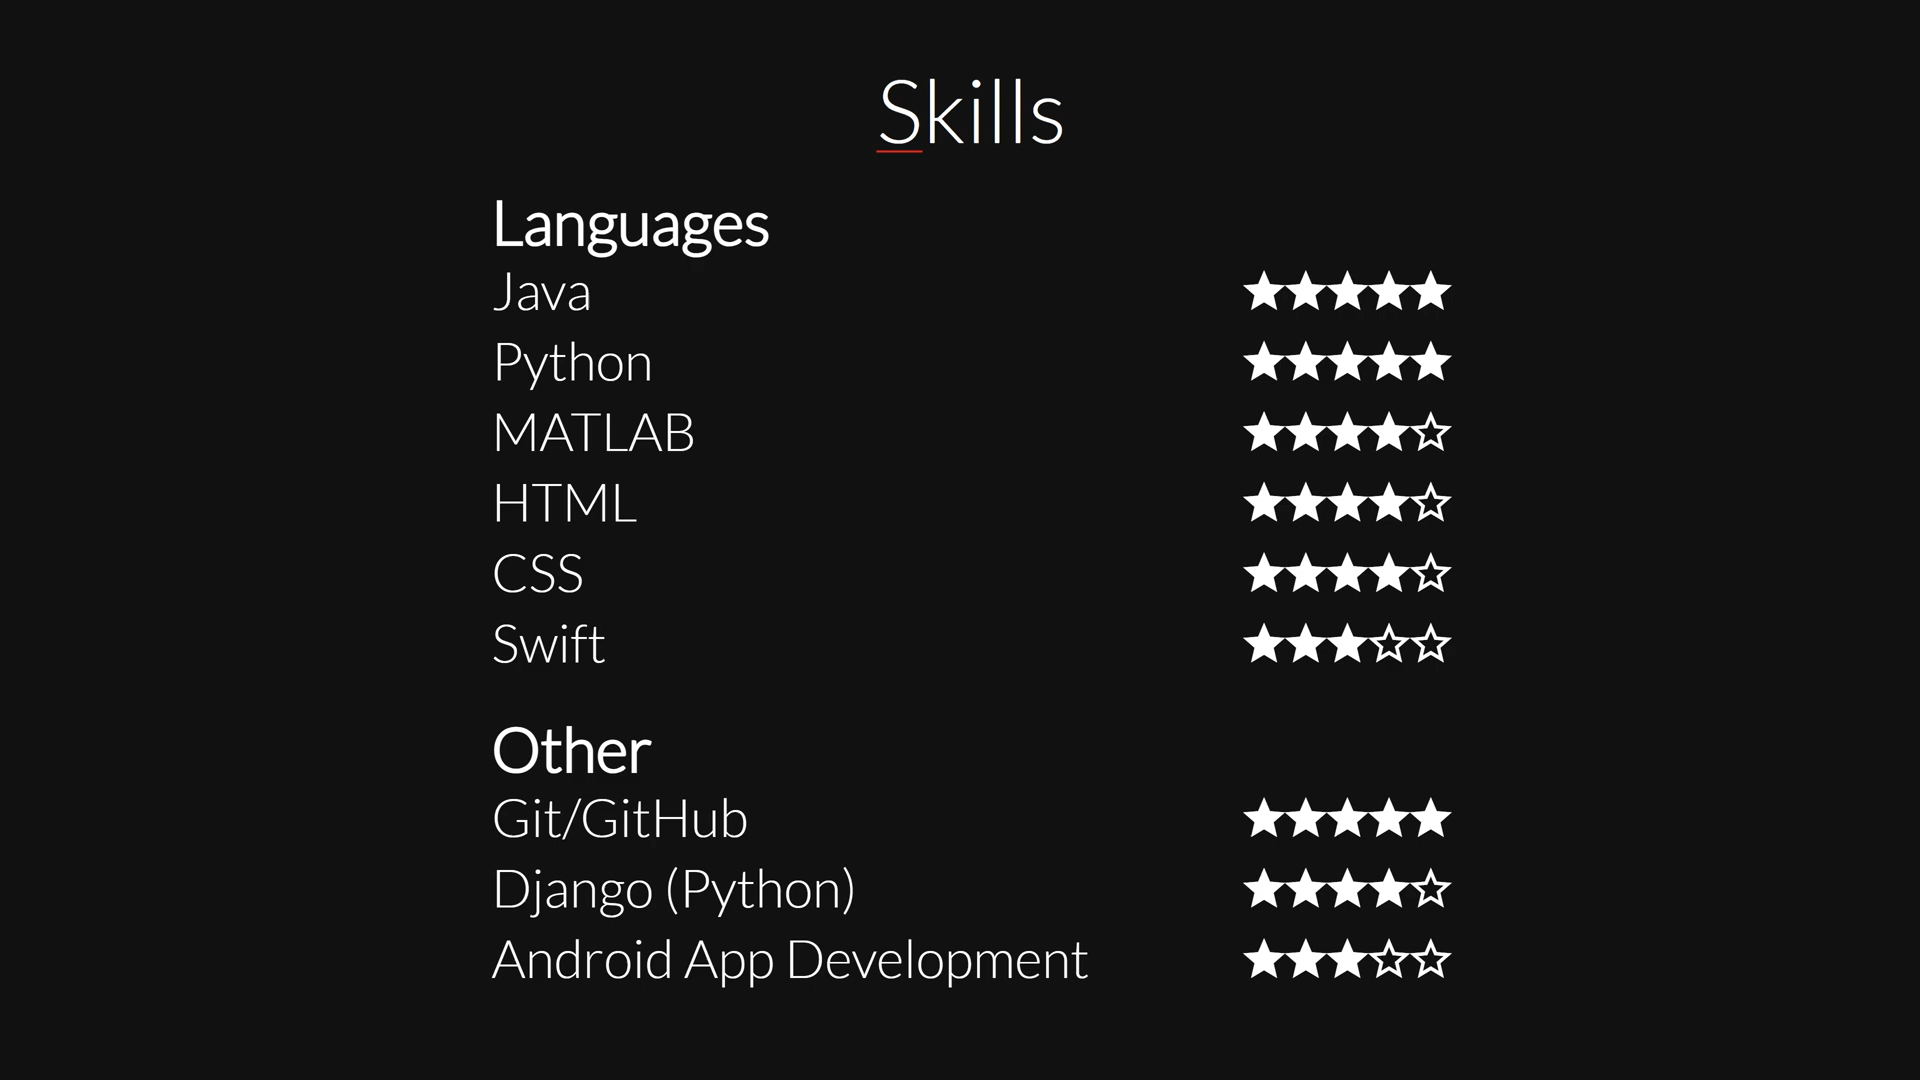 Skills
Languages
Java ★★★★★
Python ★★★★★
MATLAB ★★★★☆
HTML ★★★★☆
CSS ★★★★☆
Swift ★★★☆☆
Other
Git/GitHub ★★★★★
Django (Python) ★★★★☆
Android App Development ★★★☆☆